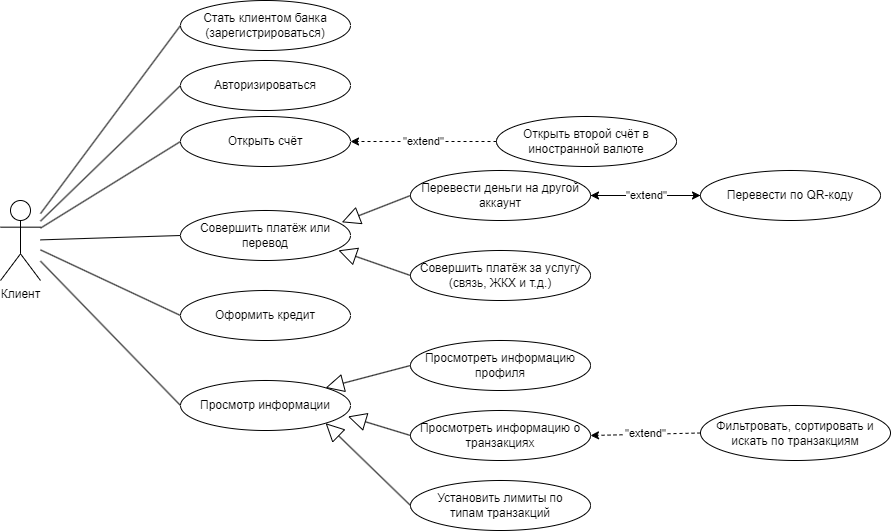 Стать клиентом банка
(зарегистрироваться)
Авторизироваться
Открыть счёт
"extend"
Открыть второй счёт в
иностранной валюте
Перевести деньги на другой
аккаунт
"extend"
Перевести по QR-коду
Совершить платёж или
перевод
Совершить платёж за услугу
(связь, ЖКХ и т.д.)
Клиент
Оформить кредит
Просмотреть информацию
профиля
Просмотр информации
Просмотреть информацию о
транзакциях
"extend"
Фильтровать, сортировать и
искать по транзакциям
Установить лимиты по
типам транзакций